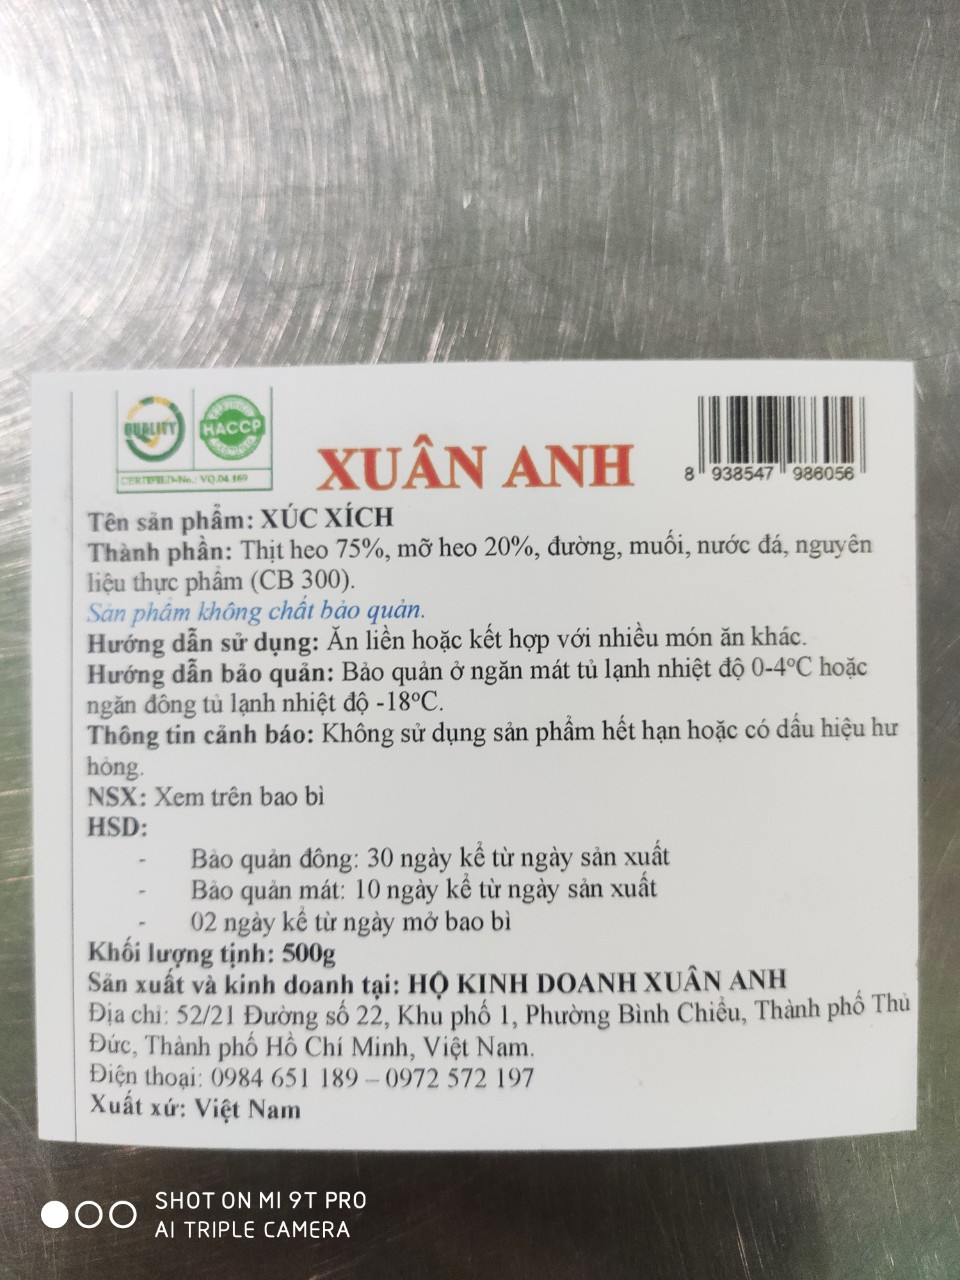 QUALITY
HACCP
CERTIFIED-No.: VQ.04.169
XUÂN ANH
8 938547 986056
Tên sản phẩm: XÚC XÍCH
Thành phần: Thịt heo 75%, mỡ heo 20%, đường, muối, nước đá, nguyên
liệu thực phẩm (CB 300).
Sản phẩm không chất bảo quản.
Hướng dẫn sử dụng: Ăn liền hoặc kết hợp với nhiều món ăn khác.
Hướng dẫn bảo quản: Bảo quản ở ngăn mát tủ lạnh nhiệt độ 0-4ºC hoặc
ngăn đông tủ lạnh nhiệt độ -18ºC.
Thông tin cảnh báo: Không sử dụng sản phẩm hết hạn hoặc có dấu hiệu hư
hỏng.
NSX: Xem trên bao bì
HSD:
- Bảo quản đông: 30 ngày kể từ ngày sản xuất
- Bảo quản mát: 10 ngày kể từ ngày sản xuất
- 02 ngày kể từ ngày mở bao bì
Khối lượng tịnh: 500g
Sản xuất và kinh doanh tại: HỘ KINH DOANH XUÂN ANH
Địa chỉ: 52/21 Đường số 22, Khu phố 1, Phường Bình Chiểu, Thành phố Thủ
Đức, Thành phố Hồ Chí Minh, Việt Nam.
Điện thoại: 0984 651 189 – 0972 572 197
Xuất xứ: Việt Nam
SHOT ON MI 9T PRO
AI TRIPLE CAMERA